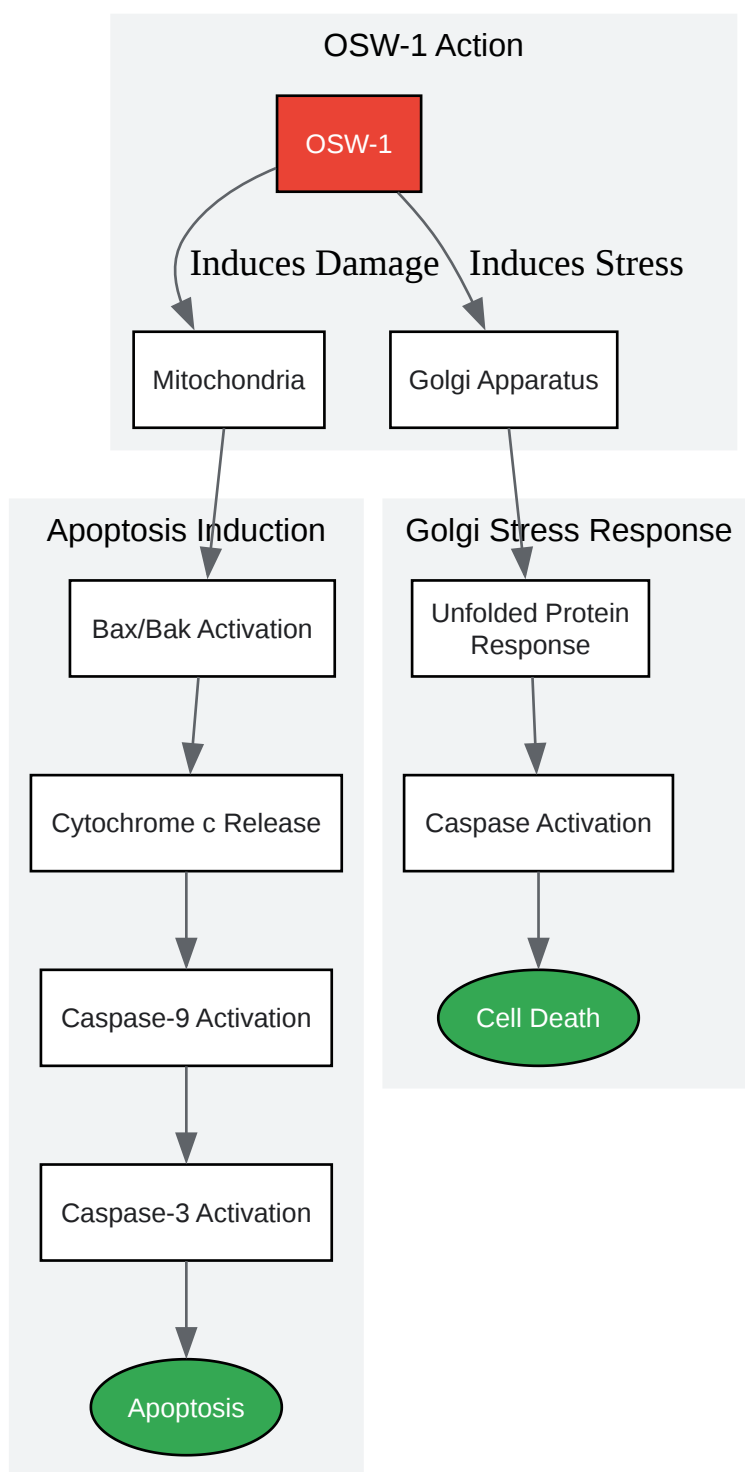 OSW-1 Action
OSW-1
Induces Damage
Induces Stress
Mitochondria
Golgi Apparatus
Apoptosis Induction
Bax/Bak Activation
Cytochrome c Release
Caspase-9 Activation
Caspase-3 Activation
Apoptosis
Golgi Stress Response
Unfolded Protein
Response
Caspase Activation
Cell Death